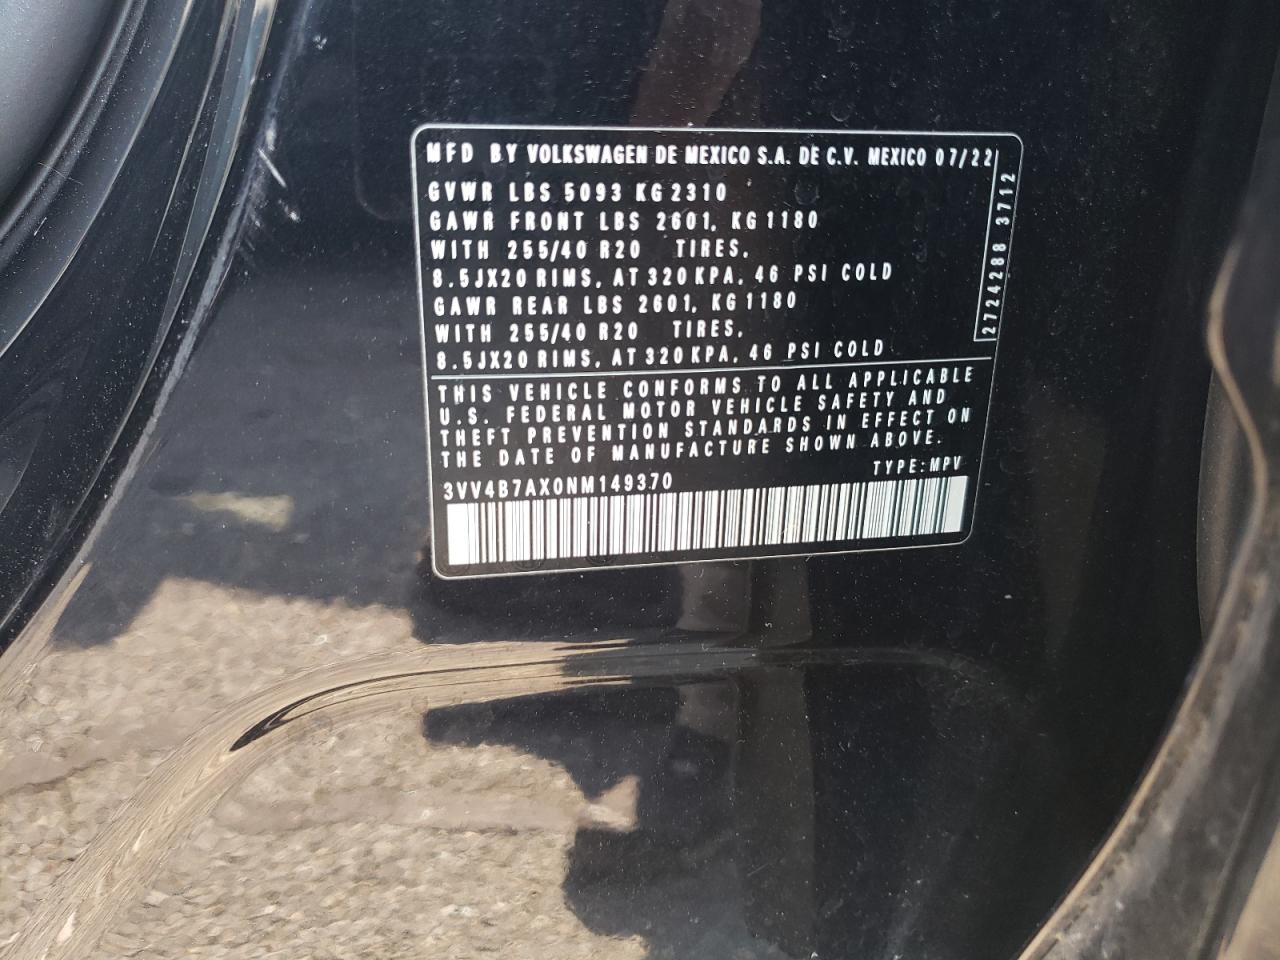 MFD BY VOLKSWAGEN DE MEXICO S.A. DE C.V. MEXICO 07/22
GVWR LBS 5093 KG 2310
GAWR FRONT LBS 2601, KG 1180
WITH 255/40 R20 TIRES,
8.5JX20 RIMS, AT 320 KPA, 46 PSI COLD
GAWR REAR LBS 2601, KG 1180
WITH 255/40 R20 TIRES,
8.5JX20 RIMS, AT 320 KPA, 46 PSI COLD
2724288 3712
THIS VEHICLE CONFORMS TO ALL APPLICABLE
U.S. FEDERAL MOTOR VEHICLE SAFETY AND
THEFT PREVENTION STANDARDS IN EFFECT ON
THE DATE OF MANUFACTURE SHOWN ABOVE.
TYPE: MPV
3VV4B7AX0NM149370